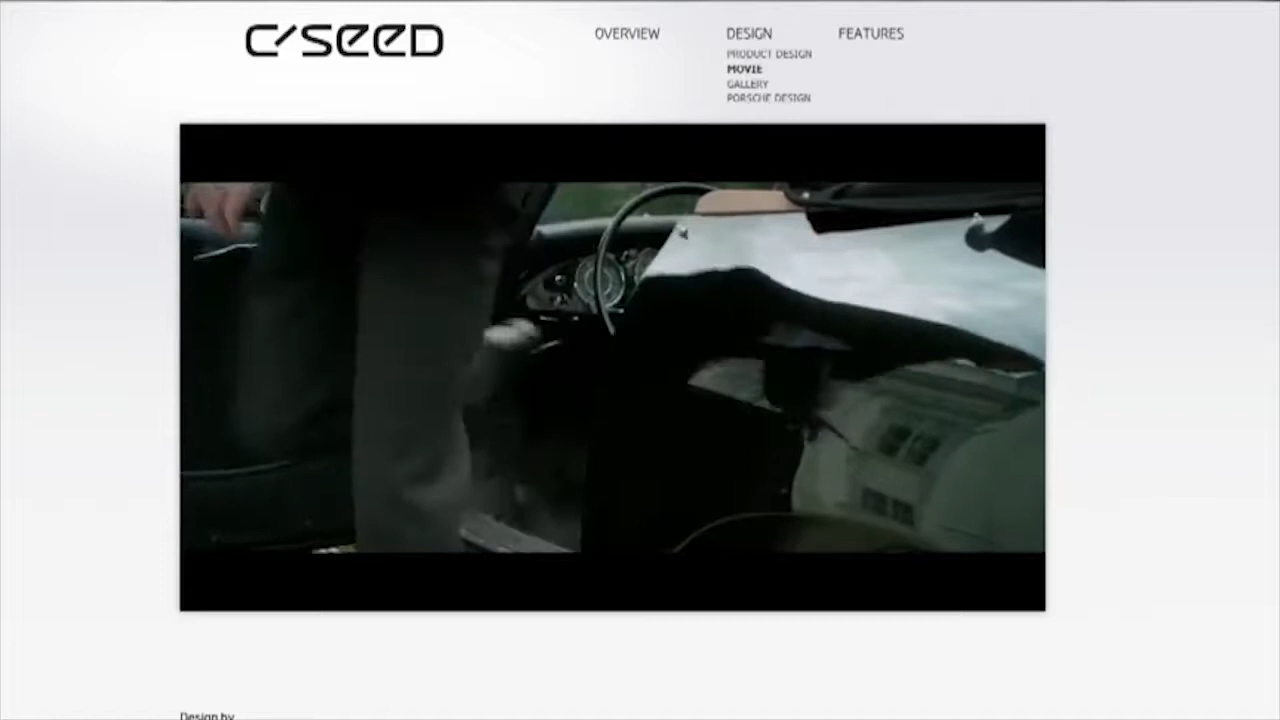 C/SEED
OVERVIEW
DESIGN
FEATURES
PRODUCT DESIGN
MOVIE
GALLERY
PORSCHE DESIGN
Design by